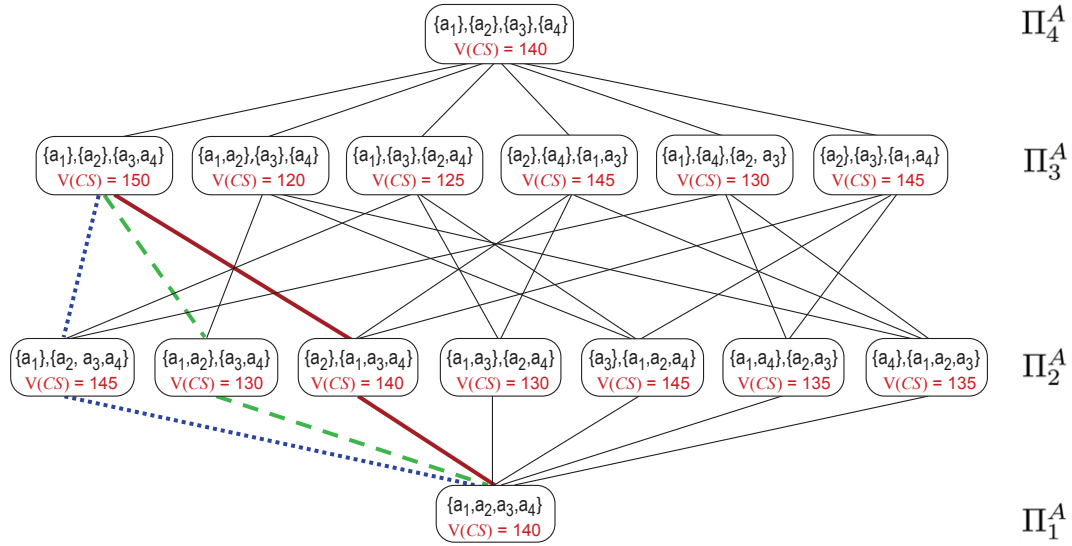 {a₁},{a₂},{a₃},{a₄}
V(CS) = 140
Π₄ᴬ
{a₁},{a₂},{a₃,a₄}
V(CS) = 150
{a₁,a₂},{a₃},{a₄}
V(CS) = 120
{a₁},{a₃},{a₂,a₄}
V(CS) = 125
{a₂},{a₄},{a₁,a₃}
V(CS) = 145
{a₁},{a₄},{a₂, a₃}
V(CS) = 130
{a₂},{a₃},{a₁,a₄}
V(CS) = 145
Π₃ᴬ
{a₁},{a₂, a₃,a₄}
V(CS) = 145
{a₁,a₂},{a₃,a₄}
V(CS) = 130
{a₂},{a₁,a₃,a₄}
V(CS) = 140
{a₁,a₃},{a₂,a₄}
V(CS) = 130
{a₃},{a₁,a₂,a₄}
V(CS) = 145
{a₁,a₄},{a₂,a₃}
V(CS) = 135
{a₄},{a₁,a₂,a₃}
V(CS) = 135
Π₂ᴬ
{a₁,a₂,a₃,a₄}
V(CS) = 140
Π₁ᴬ